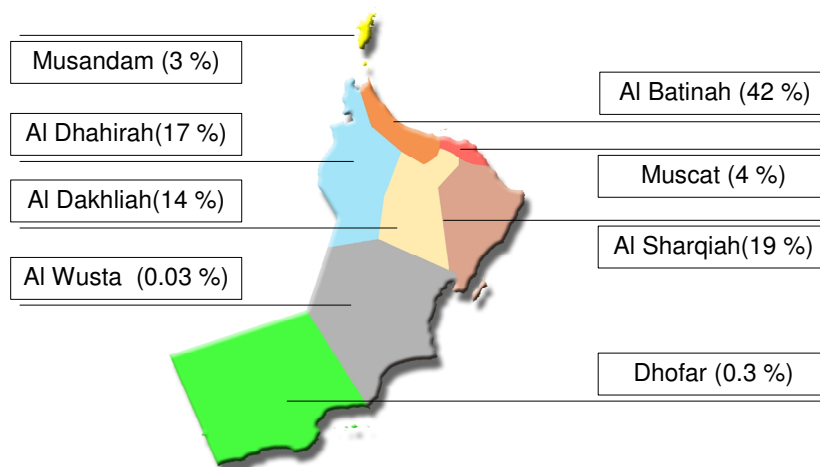 Musandam (3 %)
Al Batinah (42 %)
Al Dhahirah(17 %)
Muscat (4 %)
Al Dakhliah(14 %)
Al Sharqiah(19 %)
Al Wusta (0.03 %)
Dhofar (0.3 %)